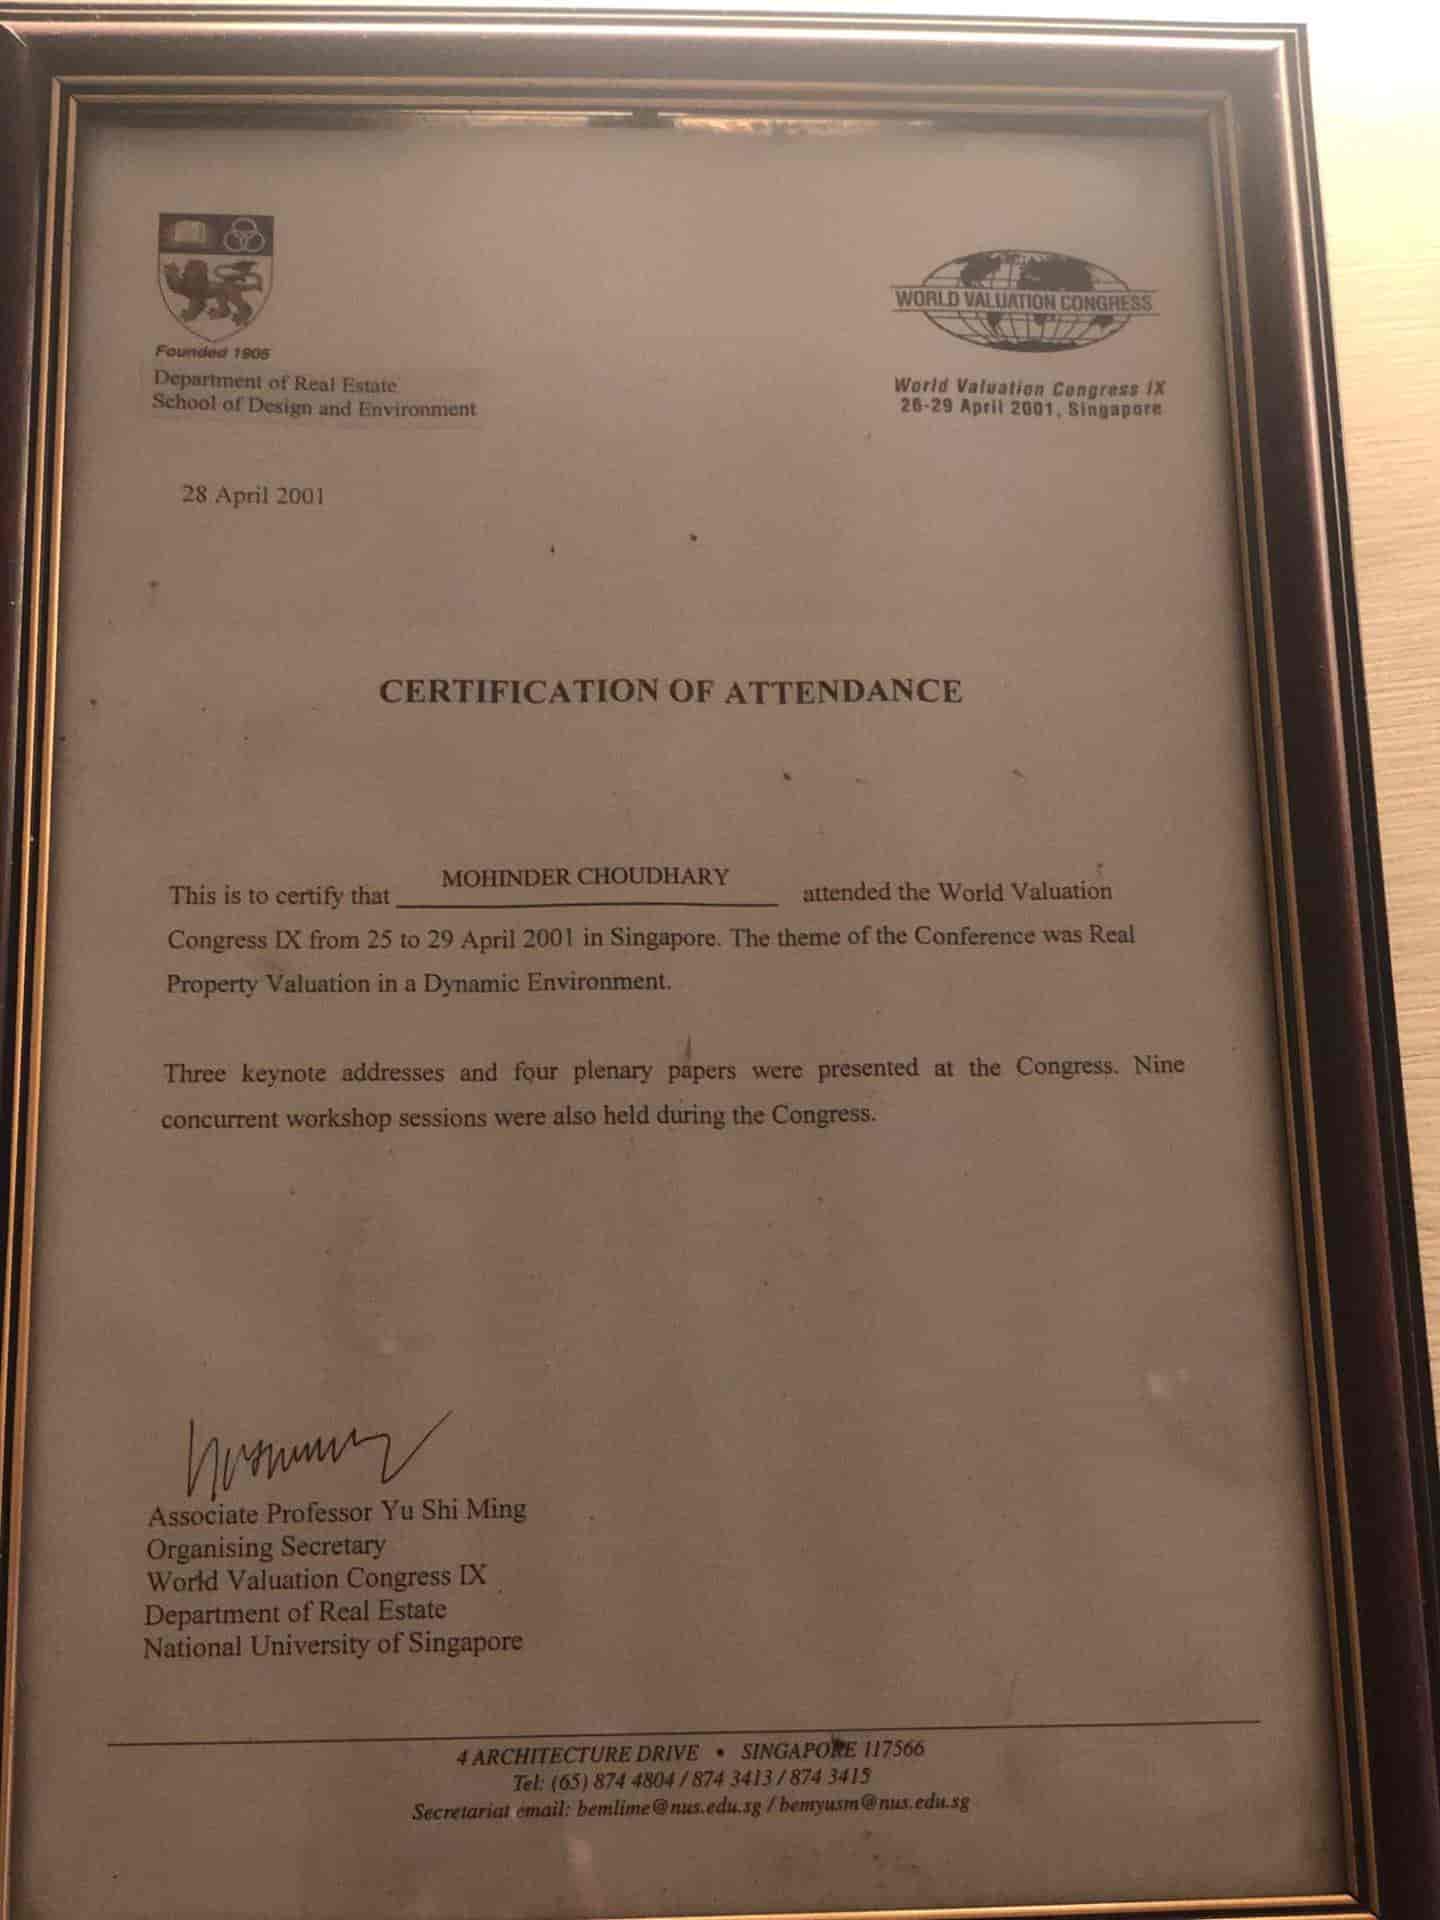 Founded 1905
Department of Real Estate
School of Design and Environment
WORLD VALUATION CONGRESS
World Valuation Congress IX
26-29 April 2001, Singapore
28 April 2001
CERTIFICATION OF ATTENDANCE
This is to certify that MOHINDER CHOUDHARY attended the World Valuation
Congress IX from 25 to 29 April 2001 in Singapore. The theme of the Conference was Real
Property Valuation in a Dynamic Environment.
Three keynote addresses and four plenary papers were presented at the Congress. Nine
concurrent workshop sessions were also held during the Congress.
Associate Professor Yu Shi Ming
Organising Secretary
World Valuation Congress IX
Department of Real Estate
National University of Singapore
4 ARCHITECTURE DRIVE • SINGAPORE 117566
Tel: (65) 874 4804 / 874 3413 / 874 3415
Secretariat email: bemlime@nus.edu.sg / bemyusm@nus.edu.sg